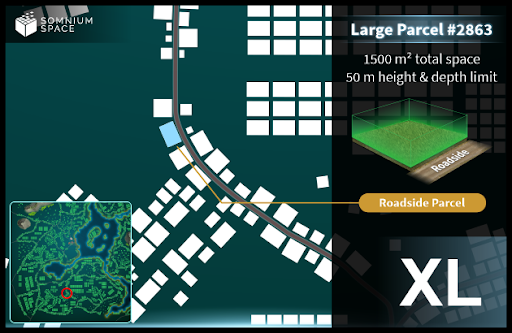 SOMNIUM
SPACE
Large Parcel #2863
1500 m² total space
50 m height & depth limit
Roadside
Roadside Parcel
XL